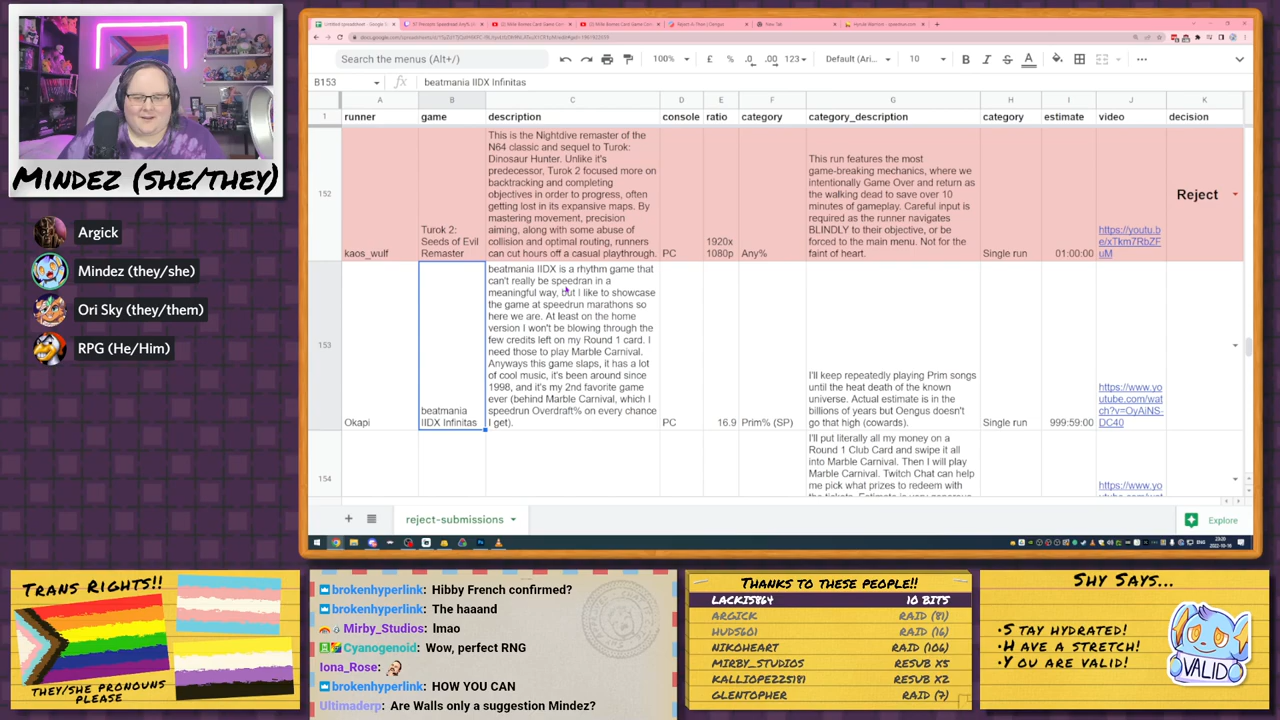 MINDEZ (SHE/THEY)
Argick
Mindez (they/she)
Ori Sky (they/them)
RPG (He/Him)
Search the menus (Alt+/)
100%
£
%
.0
.00
123
Default (Ari...
10
B
I
S
A
B153
fx
beatmania IIDX Infinitas
A
B
C
D
E
F
G
H
I
J
K
1
runner
game
description
console
ratio
category
category_description
category
estimate
video
decision
152
kaos_wulf
Turok 2:
Seeds of Evil
Remaster
This is the Nightdive remaster of the
N64 classic and sequel to Turok:
Dinosaur Hunter. Unlike it's
predecessor, Turok 2 focused more on
backtracking and completing
objectives in order to progress, often
getting lost in its expansive maps. By
mastering movement, precision
aiming, along with some abuse of
collision and optimal routing, runners
can cut hours off a casual playthrough.
PC
1920x
1080p
Any%
This run features the most
game-breaking mechanics, where we
intentionally Game Over and return as
the walking dead to save over 10
minutes of gameplay. Careful input is
required as the runner navigates
BLINDLY to their objective, or be
forced to the main menu. Not for the
faint of heart.
Single run
01:00:00
https://youtu.b
e/xTkm7RbZF
uM
Reject
153
Okapi
beatmania
IIDX Infinitas
beatmania IIDX is a rhythm game that
can't really be speedran in a
meaningful way, but I like to showcase
the game at speedrun marathons so
here we are. At least on the home
version I won't be blowing through the
few credits left on my Round 1 card. I
need those to play Marble Carnival.
Anyways this game slaps, it has a lot
of cool music, it's been around since
1998, and it's my 2nd favorite game
ever (behind Marble Carnival, which I
speedrun Overdraft% on every chance
I get).
PC
16.9
Prim% (SP)
I'll keep repeatedly playing Prim songs
until the heat death of the known
universe. Actual estimate is in the
billions of years but Oengus doesn't
go that high (cowards).
Single run
999:59:00
https://www.yo
utube.com/wat
ch?v=OyAiNS-
DC40
154
I'll put literally all my money on a
Round 1 Club Card and swipe it all
into Marble Carnival. Then I will play
Marble Carnival. Twitch Chat can help
me pick what prizes to redeem with
https://www.yo
reject-submissions
Explore
TRANS RIGHTS!!
THEY/SHE PRONOUNS
PLEASE
brokenhyperlink: Hibby French confirmed?
brokenhyperlink: The haaand
Mirby_Studios: lmao
Cyanogenoid: Wow, perfect RNG
Iona_Rose:
brokenhyperlink: HOW YOU CAN
Ultimaderp: Are Walls only a suggestion Mindez?
THANKS TO THESE PEOPLE!!
LACKIS864 10 BITS
ARGICK RAID (81)
HUDS601 RAID (16)
NIKOHEART RAID (106)
MIRBY_STUDIOS RESUB X5
KALLIOPE225181 RESUB X2
GLENTOPHER RAID (7)
SHY SAYS...
•S TAY HYDRATED!
•H AVE A STRETCH!
•Y OU ARE VALID!
VALID